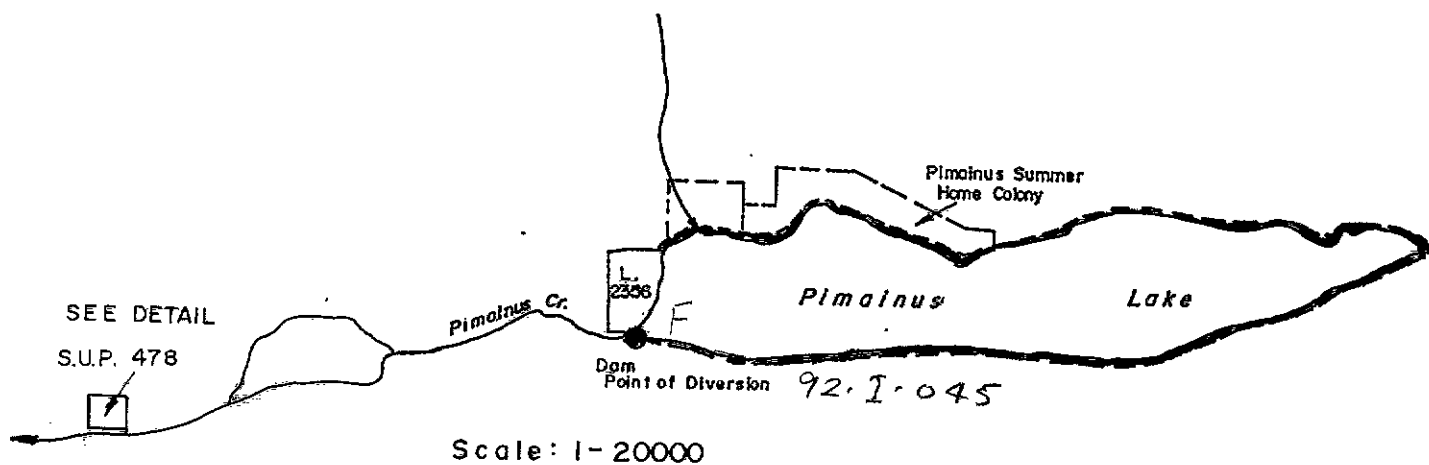 Pimainus Summer
Home Colony
L.
2356
Pimainus Lake
Pimainus Cr.
F
SEE DETAIL
S.U.P. 478
Dam
Point of Diversion
92.I.045
Scale: 1-20000